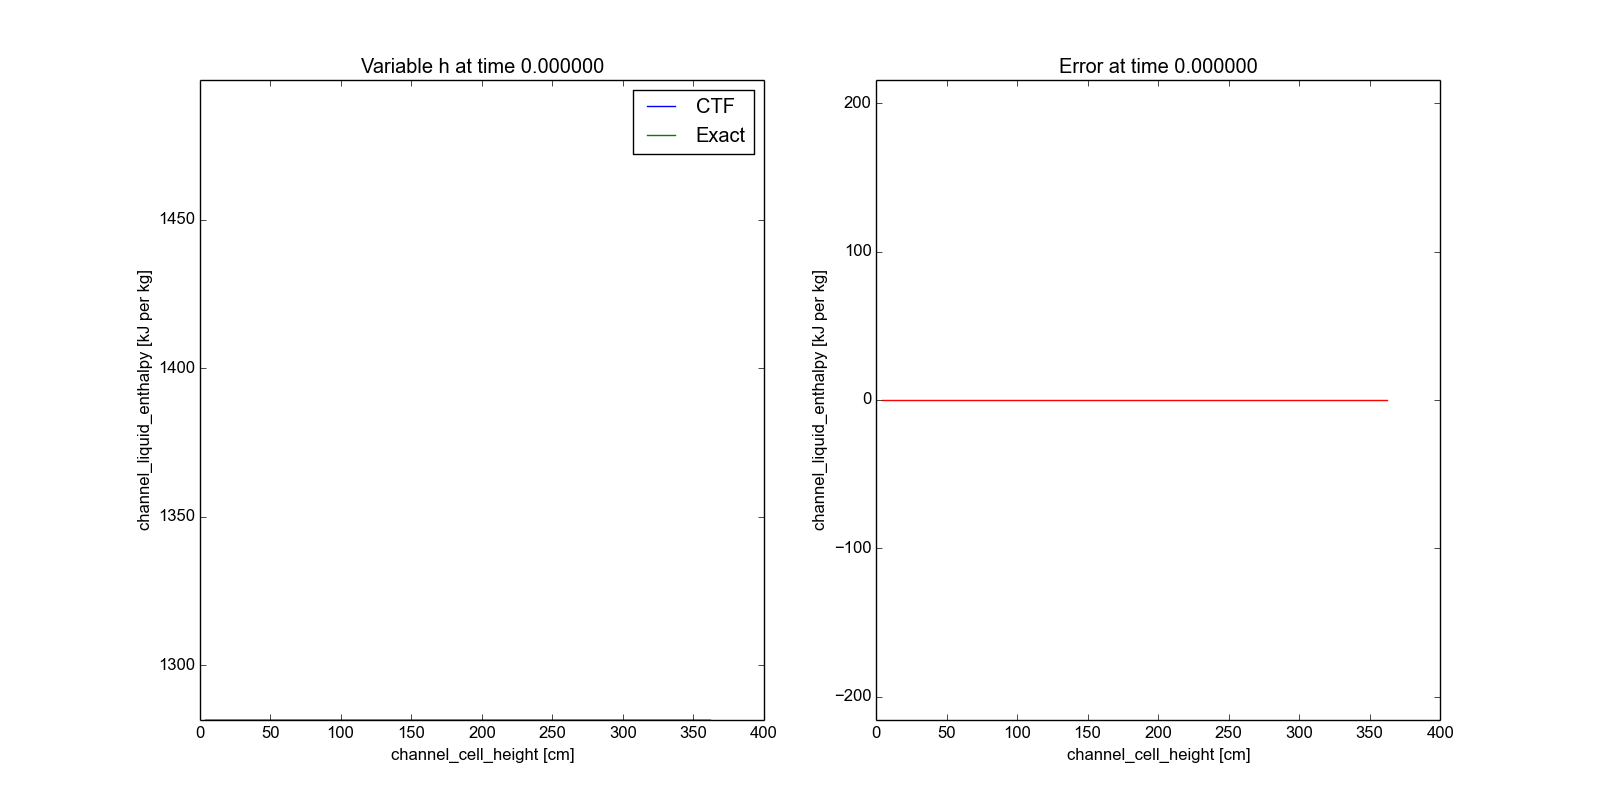 Variable h at time 0.000000
CTF
Exact
1450
1400
1350
1300
channel_liquid_enthalpy [kJ per kg]
0 50 100 150 200 250 300 350 400
channel_cell_height [cm]
Error at time 0.000000
200
100
0
−100
−200
channel_liquid_enthalpy [kJ per kg]
0 50 100 150 200 250 300 350 400
channel_cell_height [cm]